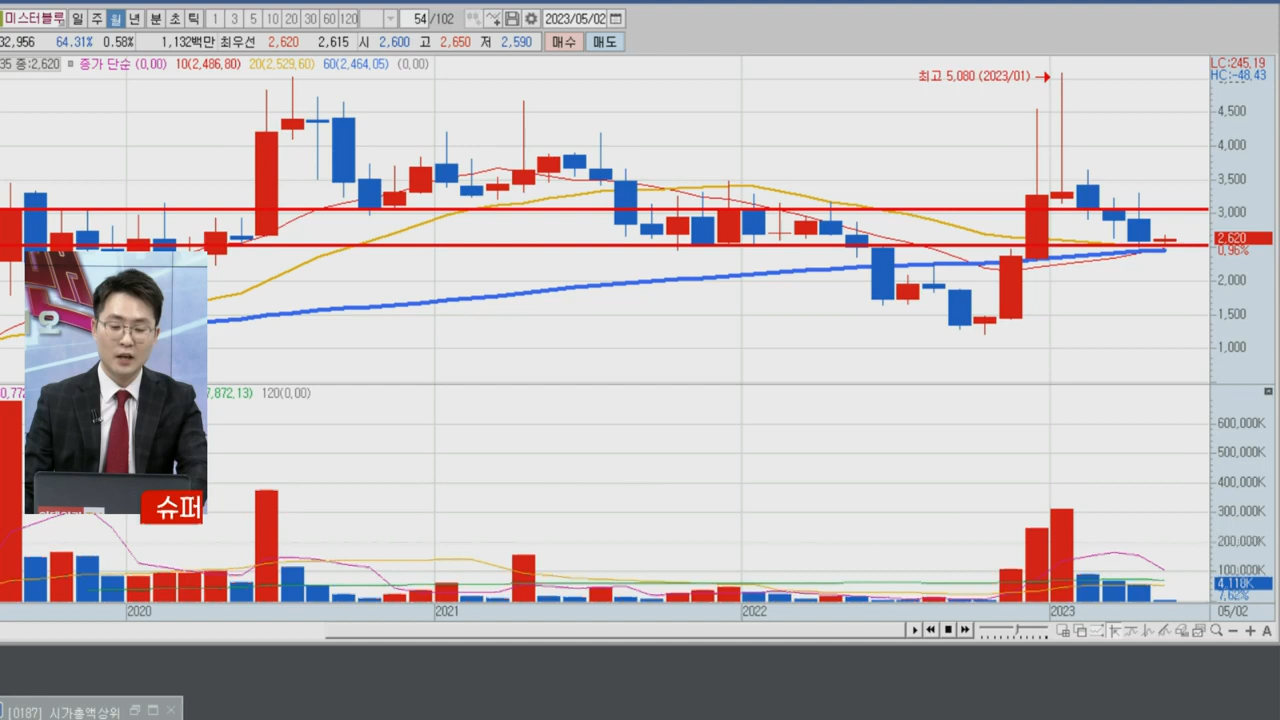 미스터블루 일 주 월 년 분 초 틱 1 3 5 10 20 30 60 120 54 /102 2023/05/02
32,956 64.31% 0.58% 1,132백만 최우선 2,620 2,615 시 2,600 고 2,650 저 2,590 매수 매도
35 종:2,620 종가 단순 (0,00) 10(2,486,80) 20(2,529,60) 60(2,464,05) (0,00)
LC:245,19
HC:-48,43
최고 5,080 (2023/01)
4,500
4,000
3,500
3,000
2,620
0,96%
2,000
1,500
1,000
0,772 7,872,13) 120(0,00)
600,000K
500,000K
400,000K
300,000K
200,000K
100,000K
4,118K
7,62%
슈퍼
2020 2021 2022 2023 05/02
A
[0187] 시가총액상위